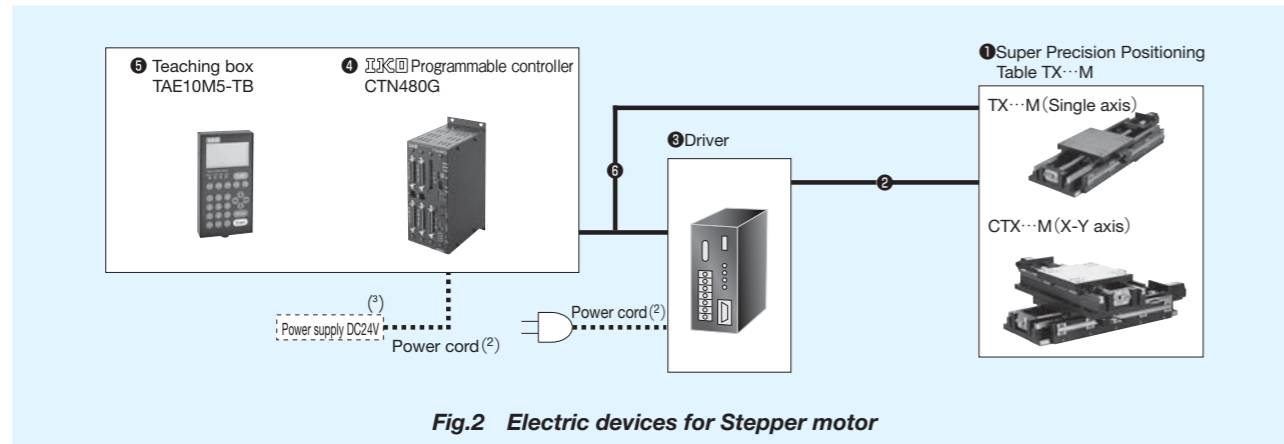 ❺ Teaching box
TAE10M5-TB
❹ IKO Programmable controller
CTN480G
❶Super Precision Positioning
Table TX···M
TX···M(Single axis)
CTX···M(X-Y axis)
❸Driver
❻
❷
(³)
Power supply DC24V
Power cord(²)
Power cord(²)
Fig.2 Electric devices for Stepper motor